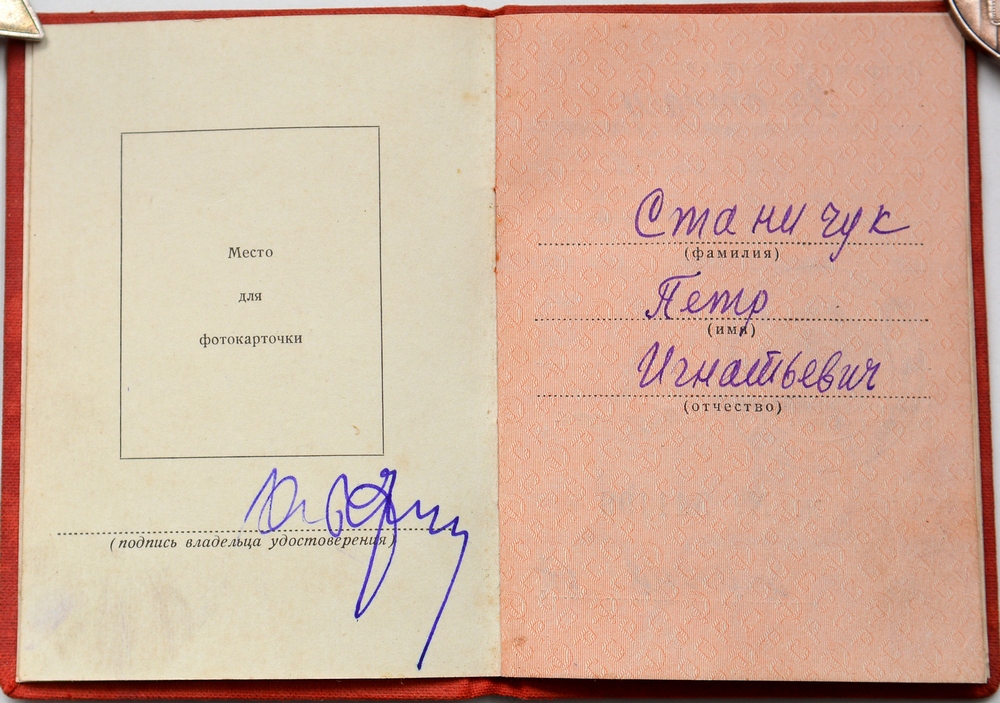 Место
для
фотокарточки
(подпись владельца удостоверения)
Станичук
(фамилия)
Петр
(имя)
Игнатьевич
(отчество)